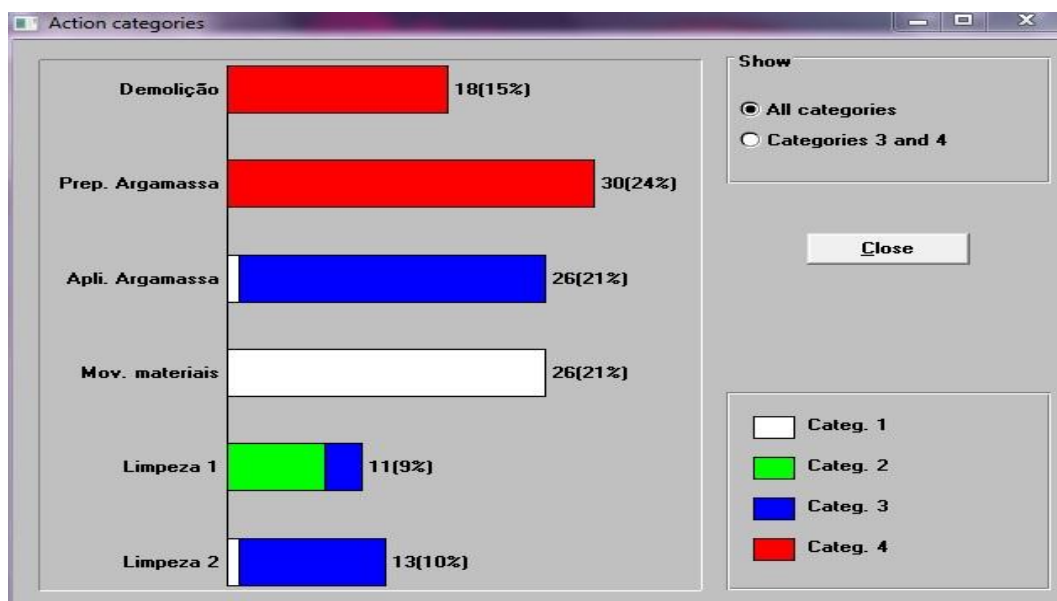 Action categories
Demolição 18(15%)
Prep. Argamassa 30(24%)
Apli. Argamassa 26(21%)
Mov. materiais 26(21%)
Limpeza 1 11(9%)
Limpeza 2 13(10%)
Show
All categories
Categories 3 and 4
Close
Categ. 1
Categ. 2
Categ. 3
Categ. 4